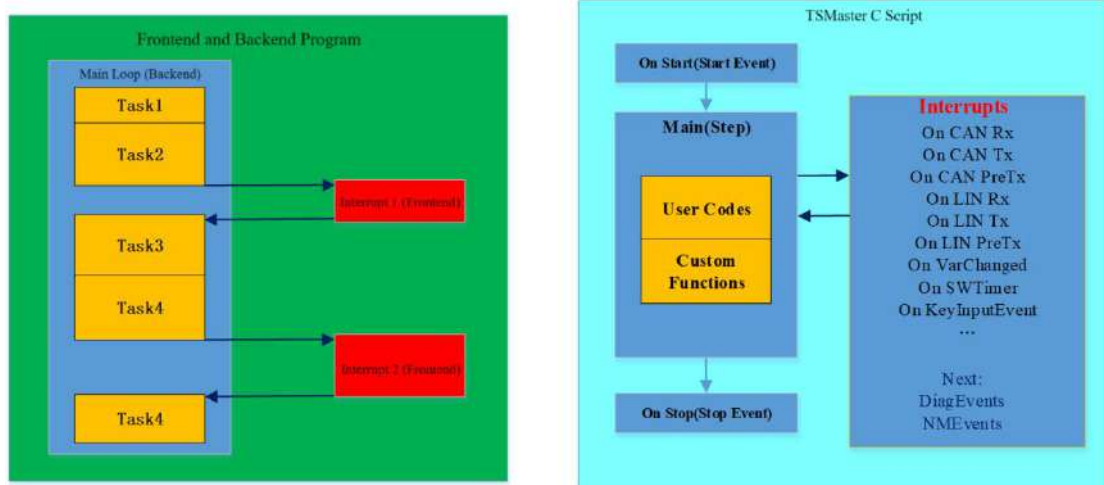 Frontend and Backend Program
Main Loop (Backend)
Task1
Task2
Interrupt 1 (Frontend)
Task3
Task4
Interrupt 2 (Frontend)
Task4
TSMaster C Script
On Start(Start Event)
Main(Step)
User Codes
Custom
Functions
On Stop(Stop Event)
Interrupts
On CAN Rx
On CAN Tx
On CAN PreTx
On LIN Rx
On LIN Tx
On LIN PreTx
On VarChanged
On SWTimer
On KeyInputEvent
...
Next:
DiagEvents
NMEvents